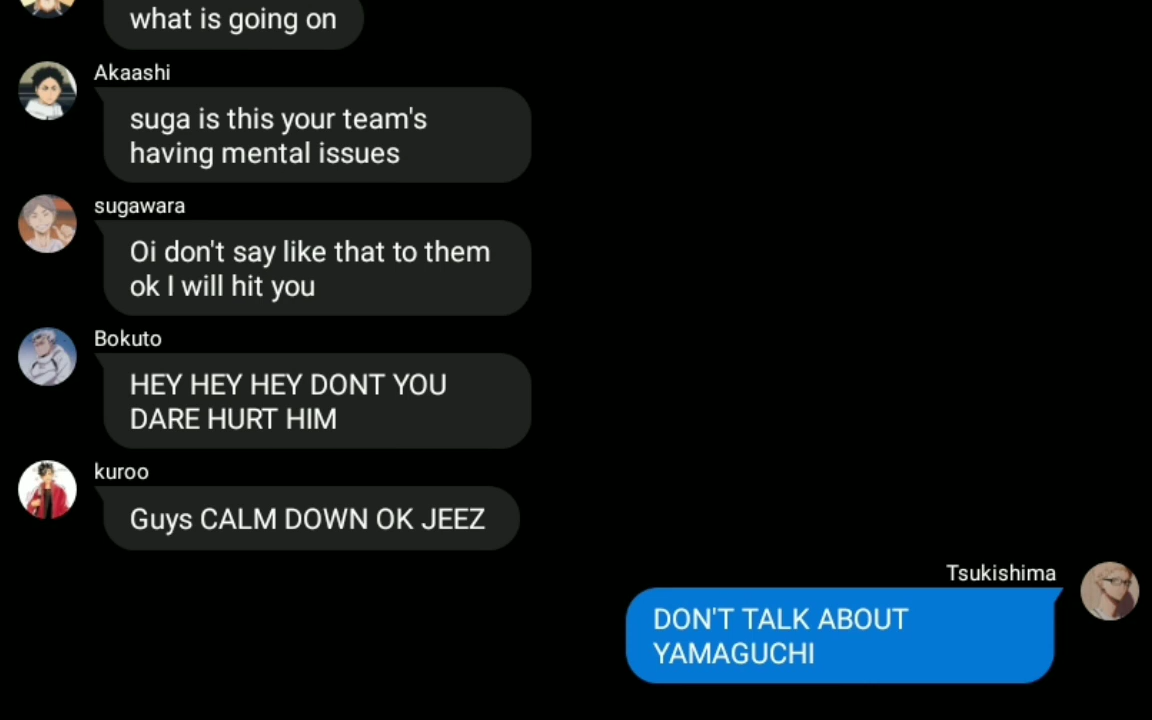 what is going on
Akaashi
suga is this your team's
having mental issues
sugawara
Oi don't say like that to them
ok I will hit you
Bokuto
HEY HEY HEY DONT YOU
DARE HURT HIM
kuroo
Guys CALM DOWN OK JEEZ
Tsukishima
DON'T TALK ABOUT
YAMAGUCHI